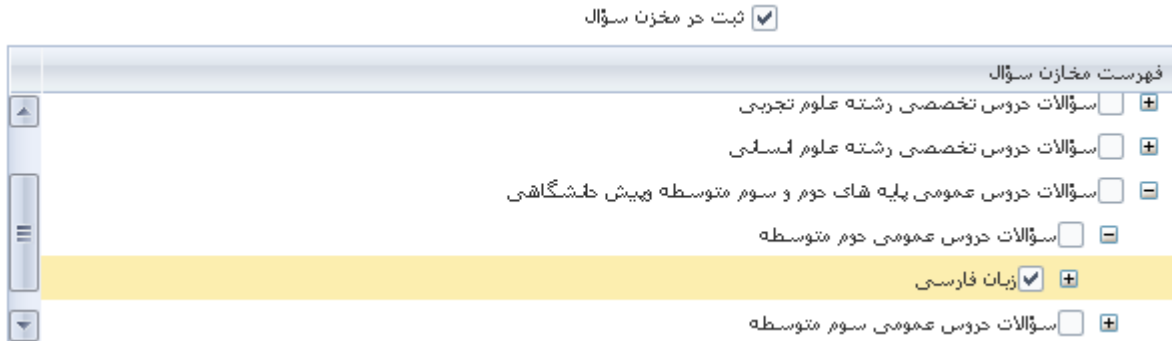 ثبت در مخزن سؤال
فهرست مخازن سؤال
سؤالات دروس تخصصی رشته علوم تجربی
سؤالات دروس تخصصی رشته علوم انسانی
سؤالات دروس عمومی پایه های دوم و سوم متوسطه وپیش دانشگاهی
سؤالات دروس عمومی دوم متوسطه
زبان فارسی
سؤالات دروس عمومی سوم متوسطه